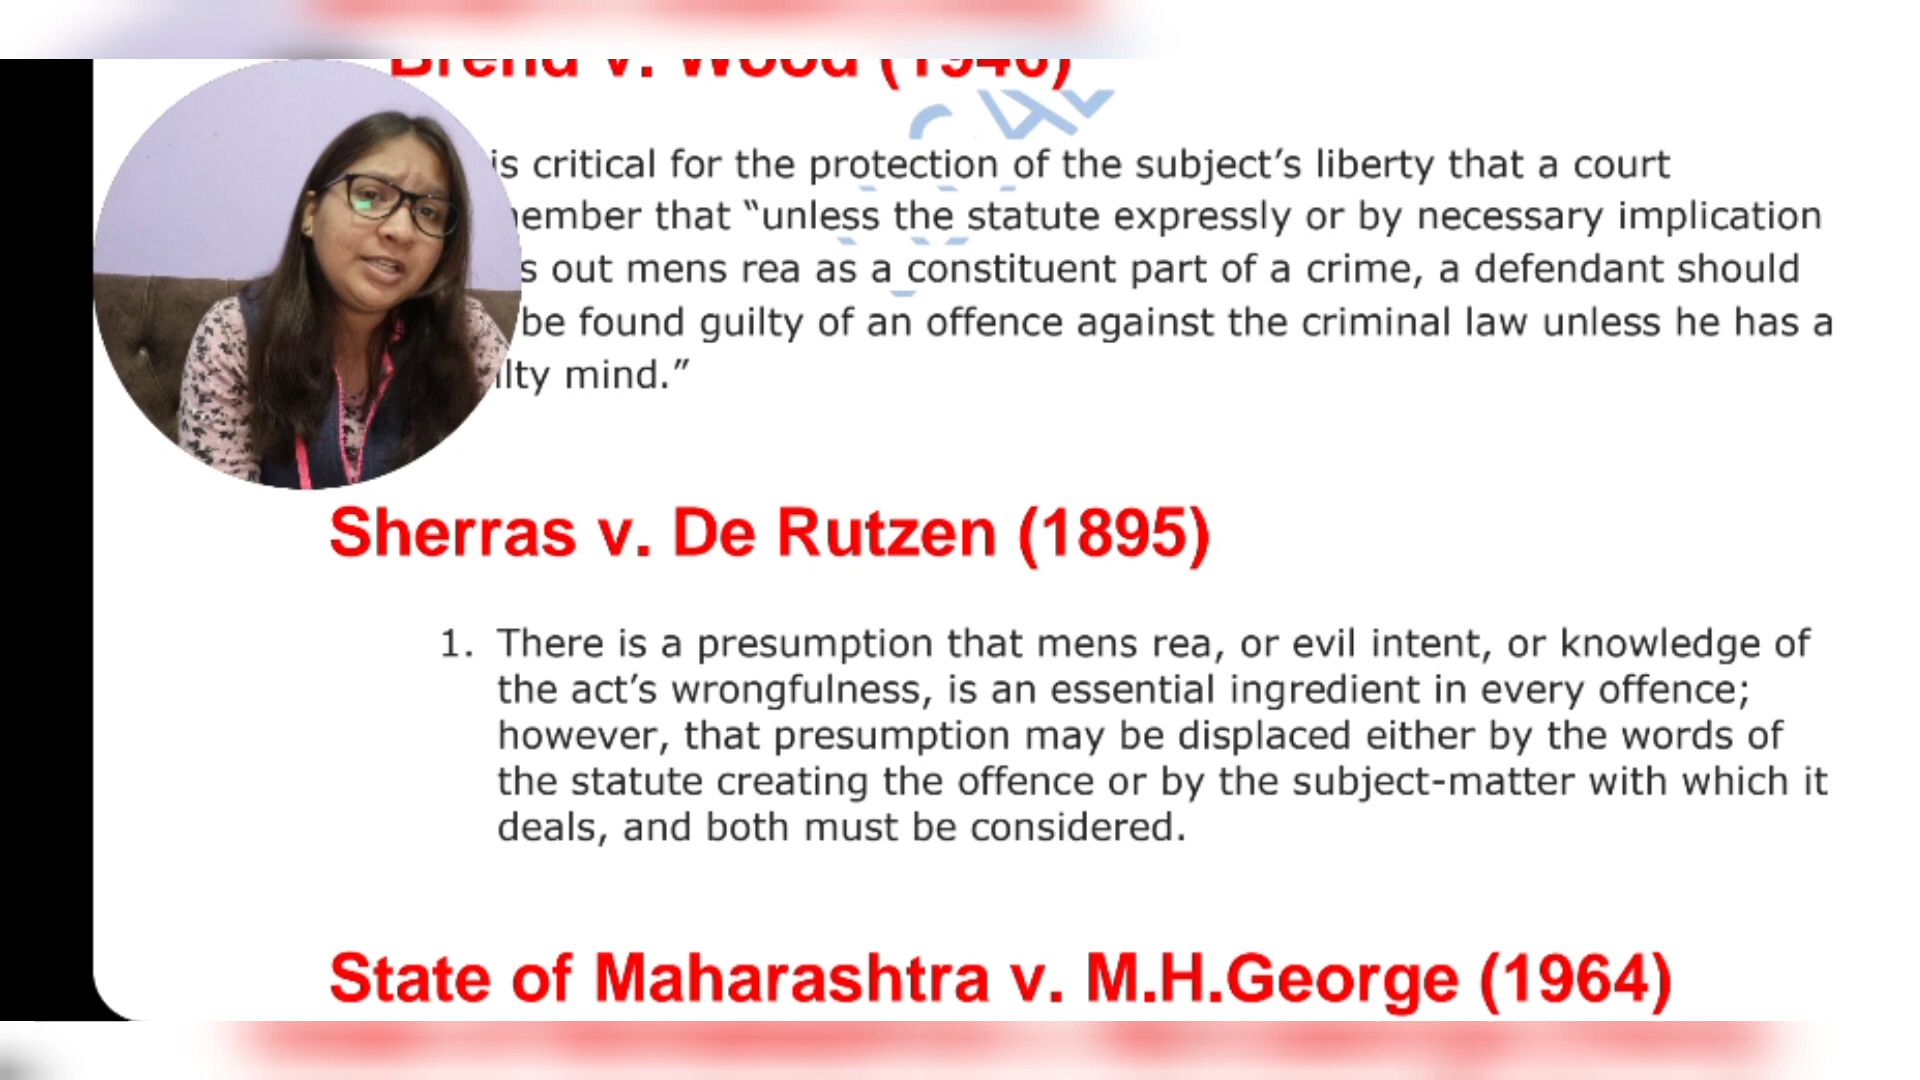 Brend v. Wood (1946)
is critical for the protection of the subject’s liberty that a court
ember that “unless the statute expressly or by necessary implication
s out mens rea as a constituent part of a crime, a defendant should
be found guilty of an offence against the criminal law unless he has a
lty mind.”
Sherras v. De Rutzen (1895)
1. There is a presumption that mens rea, or evil intent, or knowledge of
the act’s wrongfulness, is an essential ingredient in every offence;
however, that presumption may be displaced either by the words of
the statute creating the offence or by the subject-matter with which it
deals, and both must be considered.
State of Maharashtra v. M.H.George (1964)